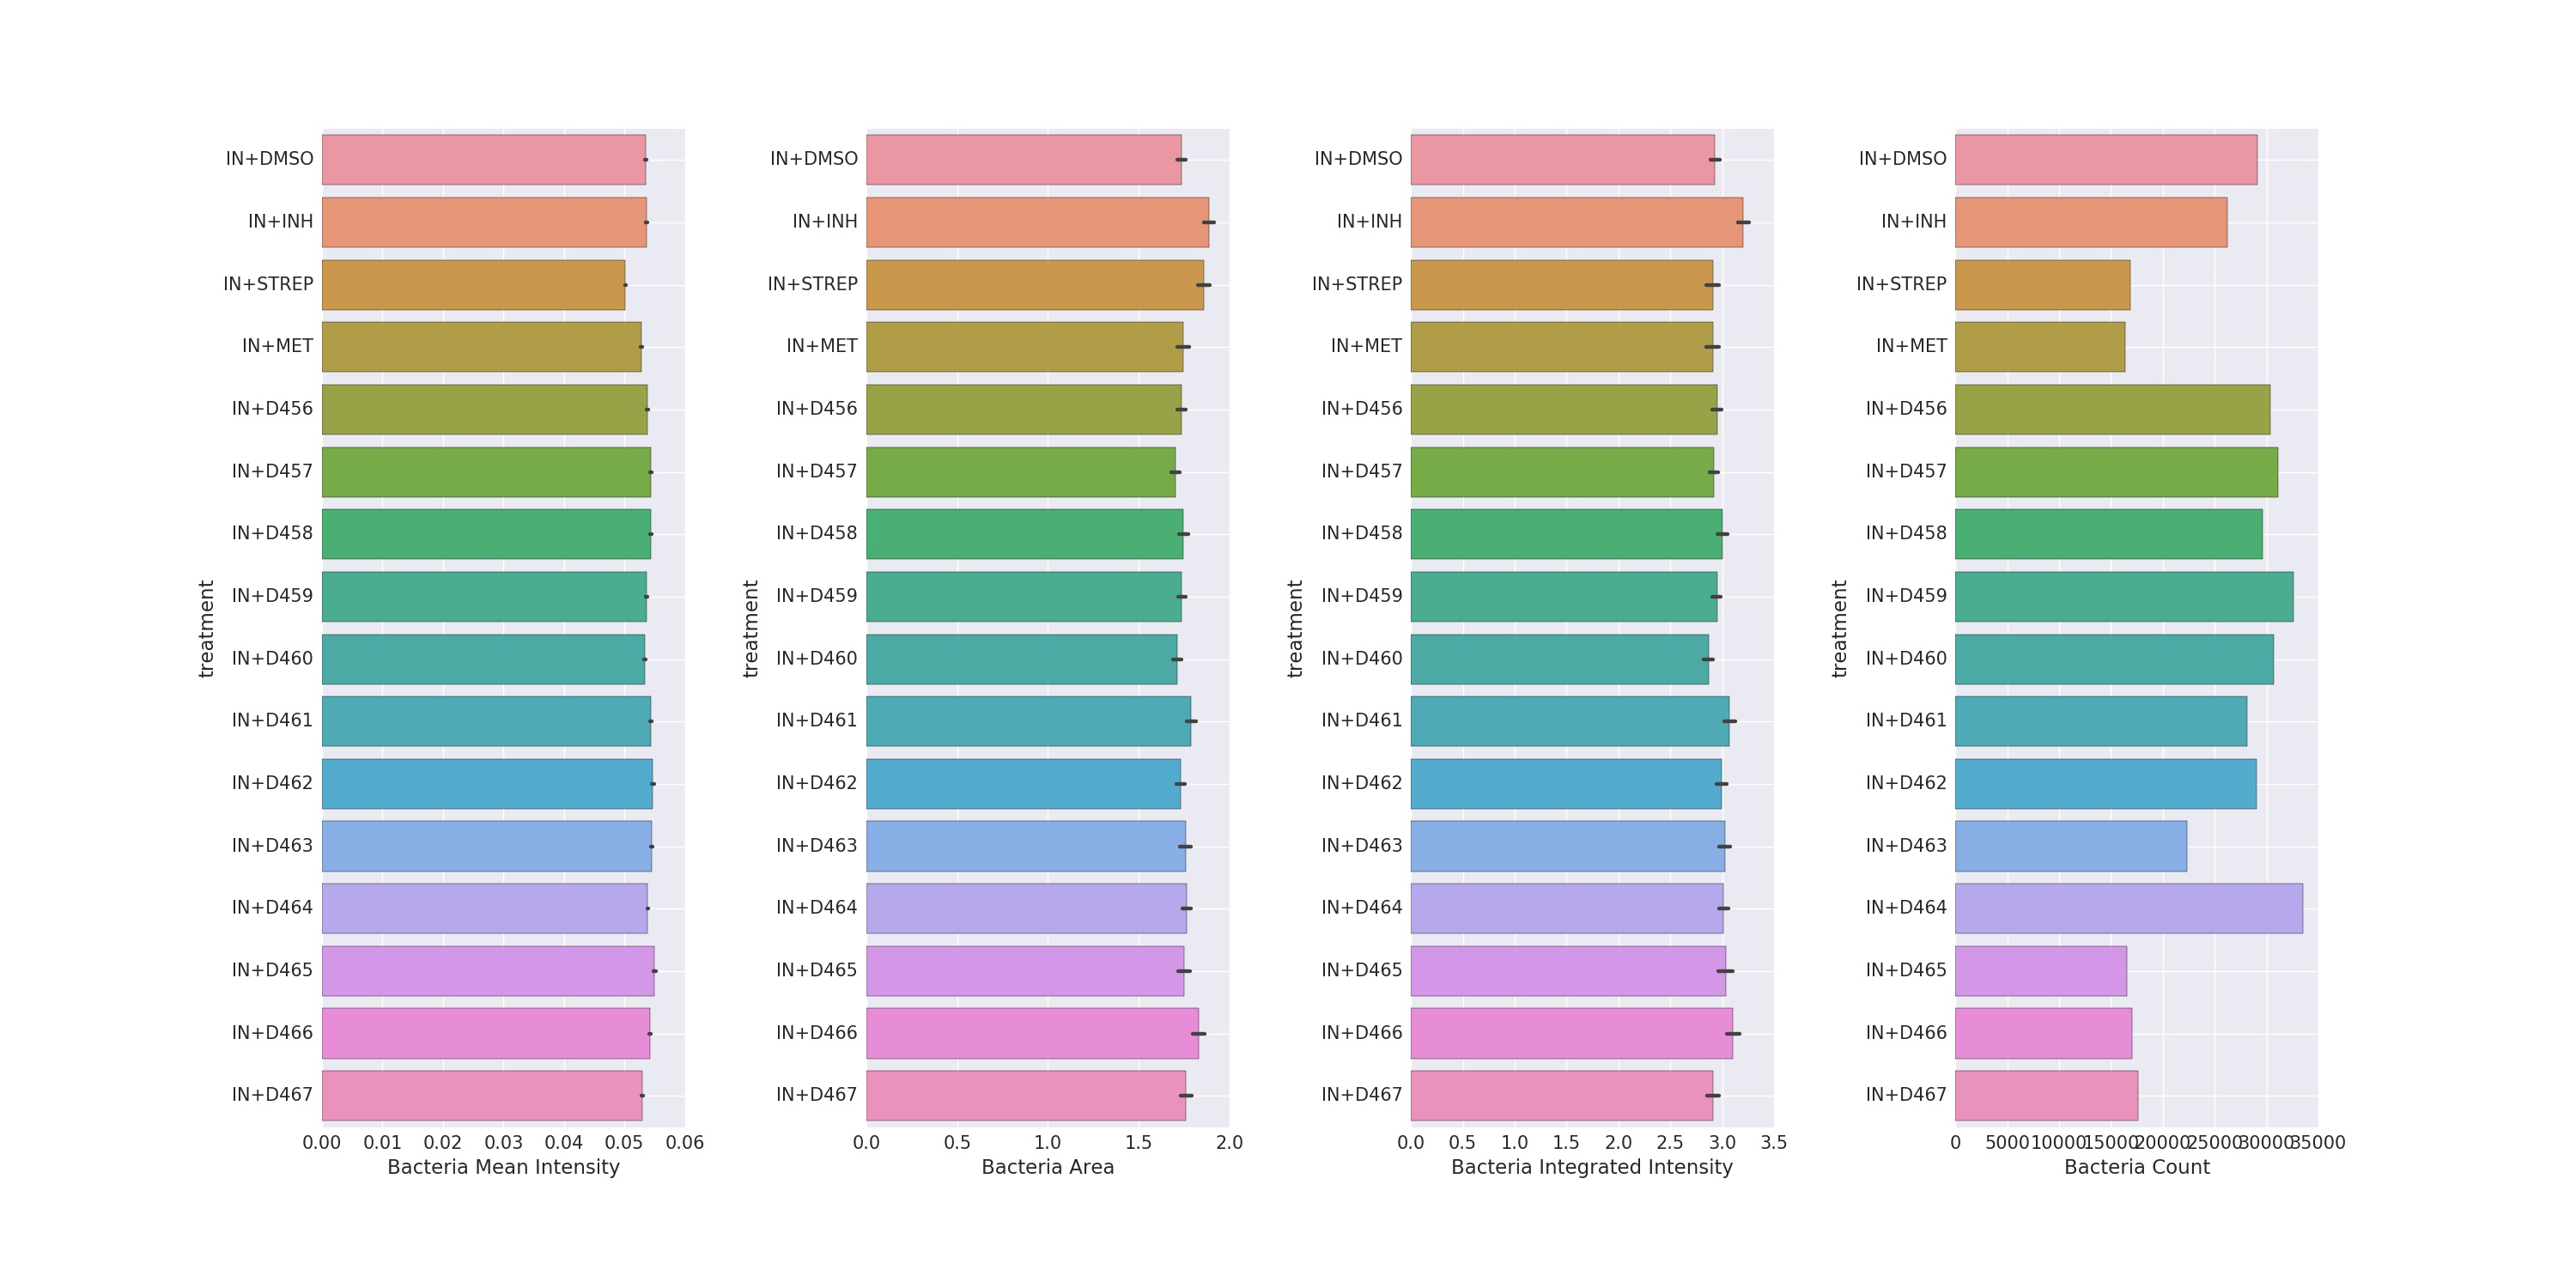 IN+DMSO
IN+INH
IN+STREP
IN+MET
IN+D456
IN+D457
IN+D458
IN+D459
IN+D460
IN+D461
IN+D462
IN+D463
IN+D464
IN+D465
IN+D466
IN+D467
treatment
0.00 0.01 0.02 0.03 0.04 0.05 0.06
Bacteria Mean Intensity
IN+DMSO
IN+INH
IN+STREP
IN+MET
IN+D456
IN+D457
IN+D458
IN+D459
IN+D460
IN+D461
IN+D462
IN+D463
IN+D464
IN+D465
IN+D466
IN+D467
treatment
0.0 0.5 1.0 1.5 2.0
Bacteria Area
IN+DMSO
IN+INH
IN+STREP
IN+MET
IN+D456
IN+D457
IN+D458
IN+D459
IN+D460
IN+D461
IN+D462
IN+D463
IN+D464
IN+D465
IN+D466
IN+D467
treatment
0.0 0.5 1.0 1.5 2.0 2.5 3.0 3.5
Bacteria Integrated Intensity
IN+DMSO
IN+INH
IN+STREP
IN+MET
IN+D456
IN+D457
IN+D458
IN+D459
IN+D460
IN+D461
IN+D462
IN+D463
IN+D464
IN+D465
IN+D466
IN+D467
treatment
0 5000 10000 15000 20000 25000 30000 35000
Bacteria Count